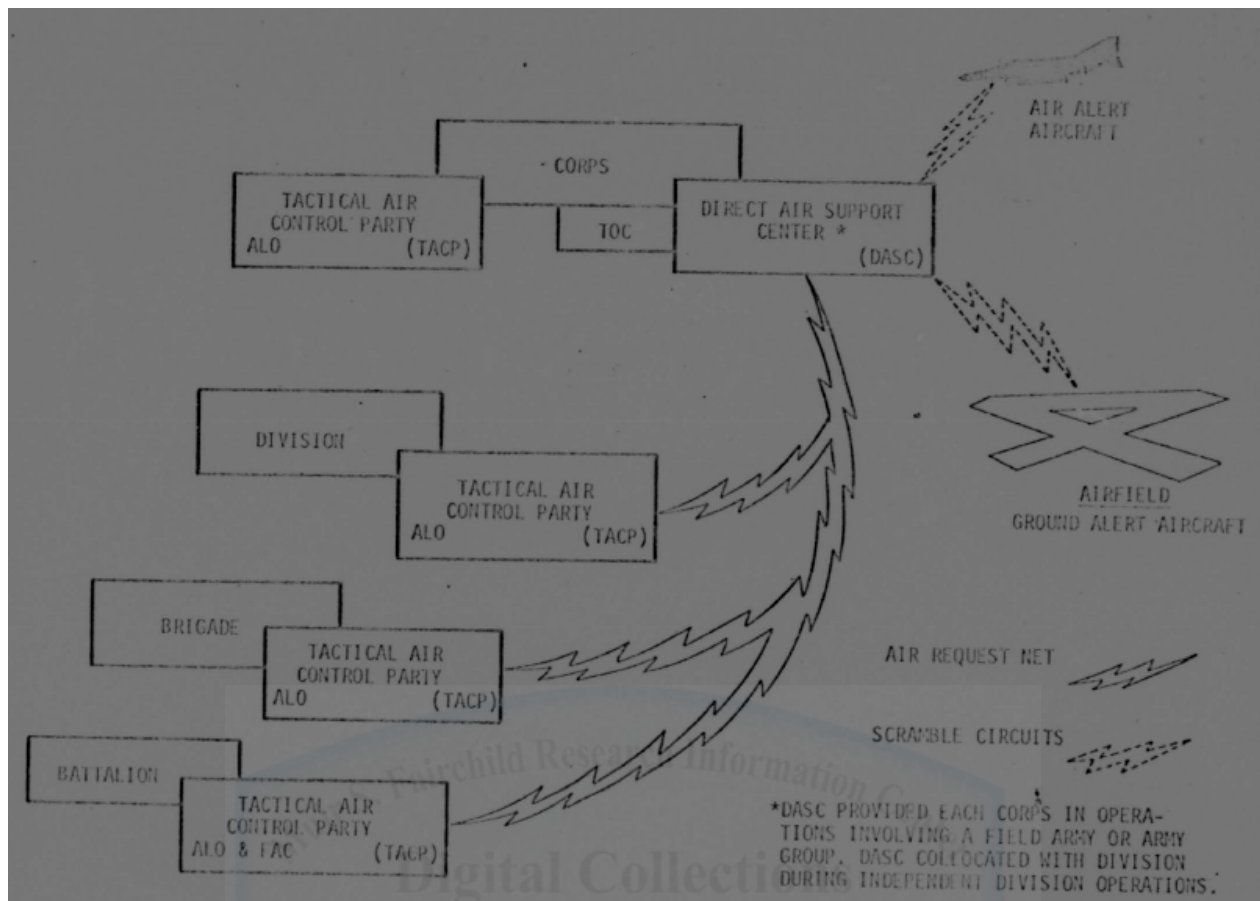 AIR ALERT
AIRCRAFT
CORPS
TACTICAL AIR
CONTROL PARTY
ALO (TACP)
TOC
DIRECT AIR SUPPORT
CENTER *
(DASC)
DIVISION
TACTICAL AIR
CONTROL PARTY
ALO (TACP)
AIRFIELD
GROUND ALERT AIRCRAFT
BRIGADE
TACTICAL AIR
CONTROL PARTY
ALO (TACP)
AIR REQUEST NET
SCRAMBLE CIRCUITS
BATTALION
TACTICAL AIR
CONTROL PARTY
ALO & FAC (TACP)
*DASC PROVIDED EACH CORPS IN OPERA-
TIONS INVOLVING A FIELD ARMY OR ARMY
GROUP. DASC COLLOCATED WITH DIVISION
DURING INDEPENDENT DIVISION OPERATIONS.
Fairchild Research Information
Digital Collections